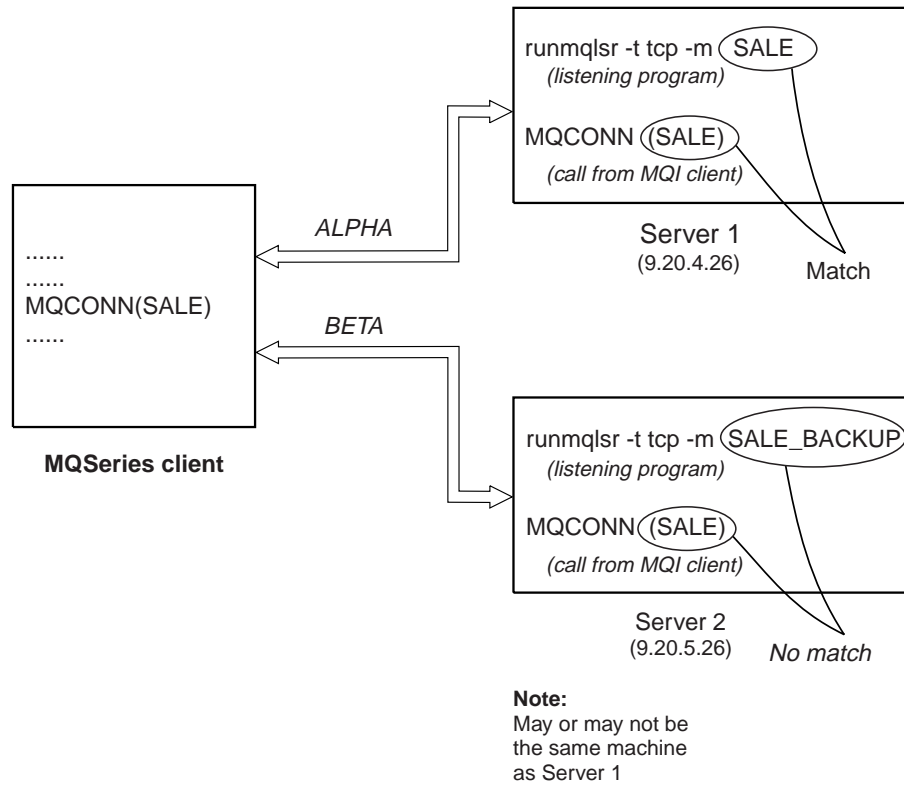 runmqlsr -t tcp -m SALE
(listening program)
MQCONN (SALE)
(call from MQI client)
Server 1
(9.20.4.26)
Match
ALPHA
......
......
MQCONN(SALE)
......
BETA
MQSeries client
runmqlsr -t tcp -m SALE_BACKUP
(listening program)
MQCONN (SALE)
(call from MQI client)
Server 2
(9.20.5.26)
No match
Note:
May or may not be
the same machine
as Server 1